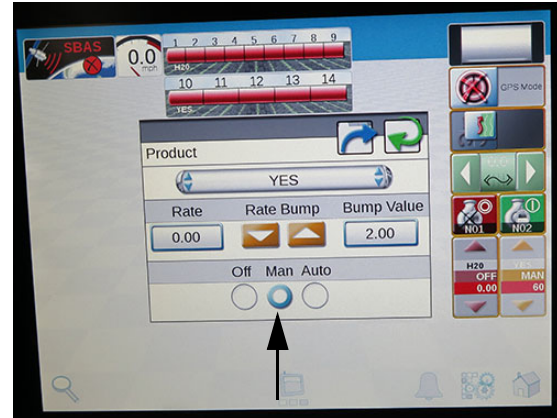 SBAS
0.0
mph
1 2 3 4 5 6 7 8 9
H20
10 11 12 13 14
YES
GPS Mode
Product
YES
Rate Rate Bump Bump Value
0.00 2.00
Off Man Auto
N01 N02
H20 YES
OFF MAN
0.00 60